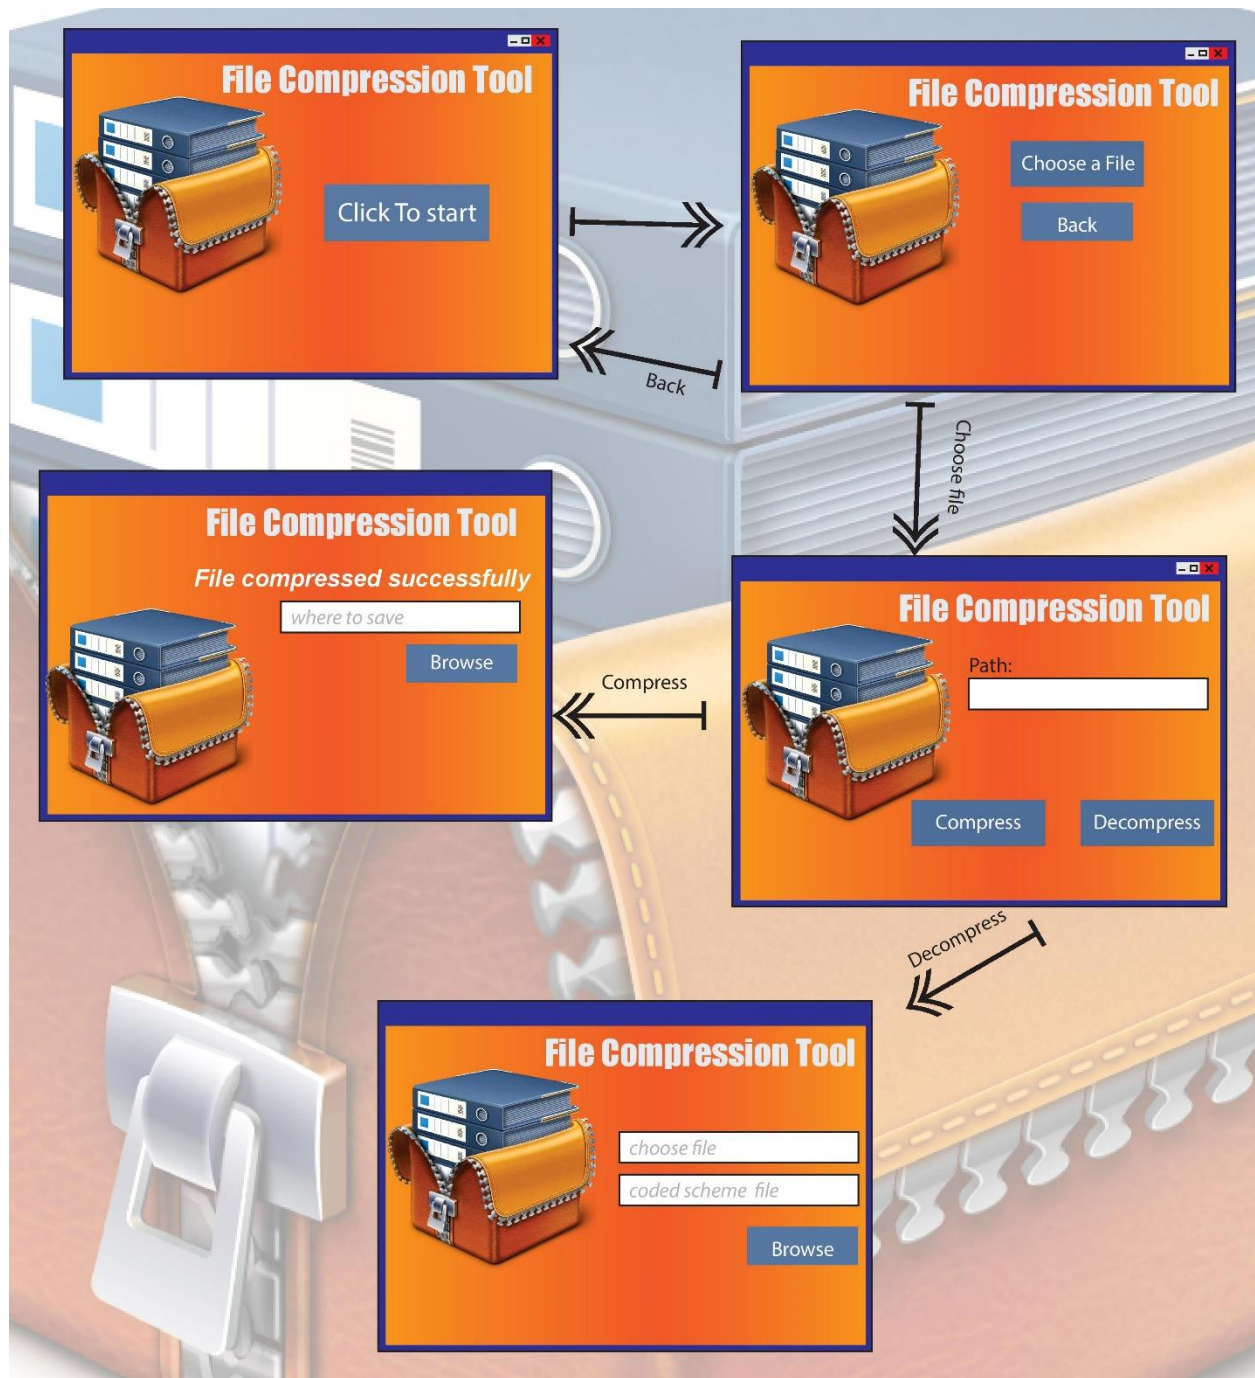 File Compression Tool
Click To start
File Compression Tool
Choose a File
Back
Back
Choose file
File Compression Tool
File compressed successfully
where to save
Browse
Compress
File Compression Tool
Path:
Compress
Decompress
Decompress
File Compression Tool
choose file
coded scheme file
Browse